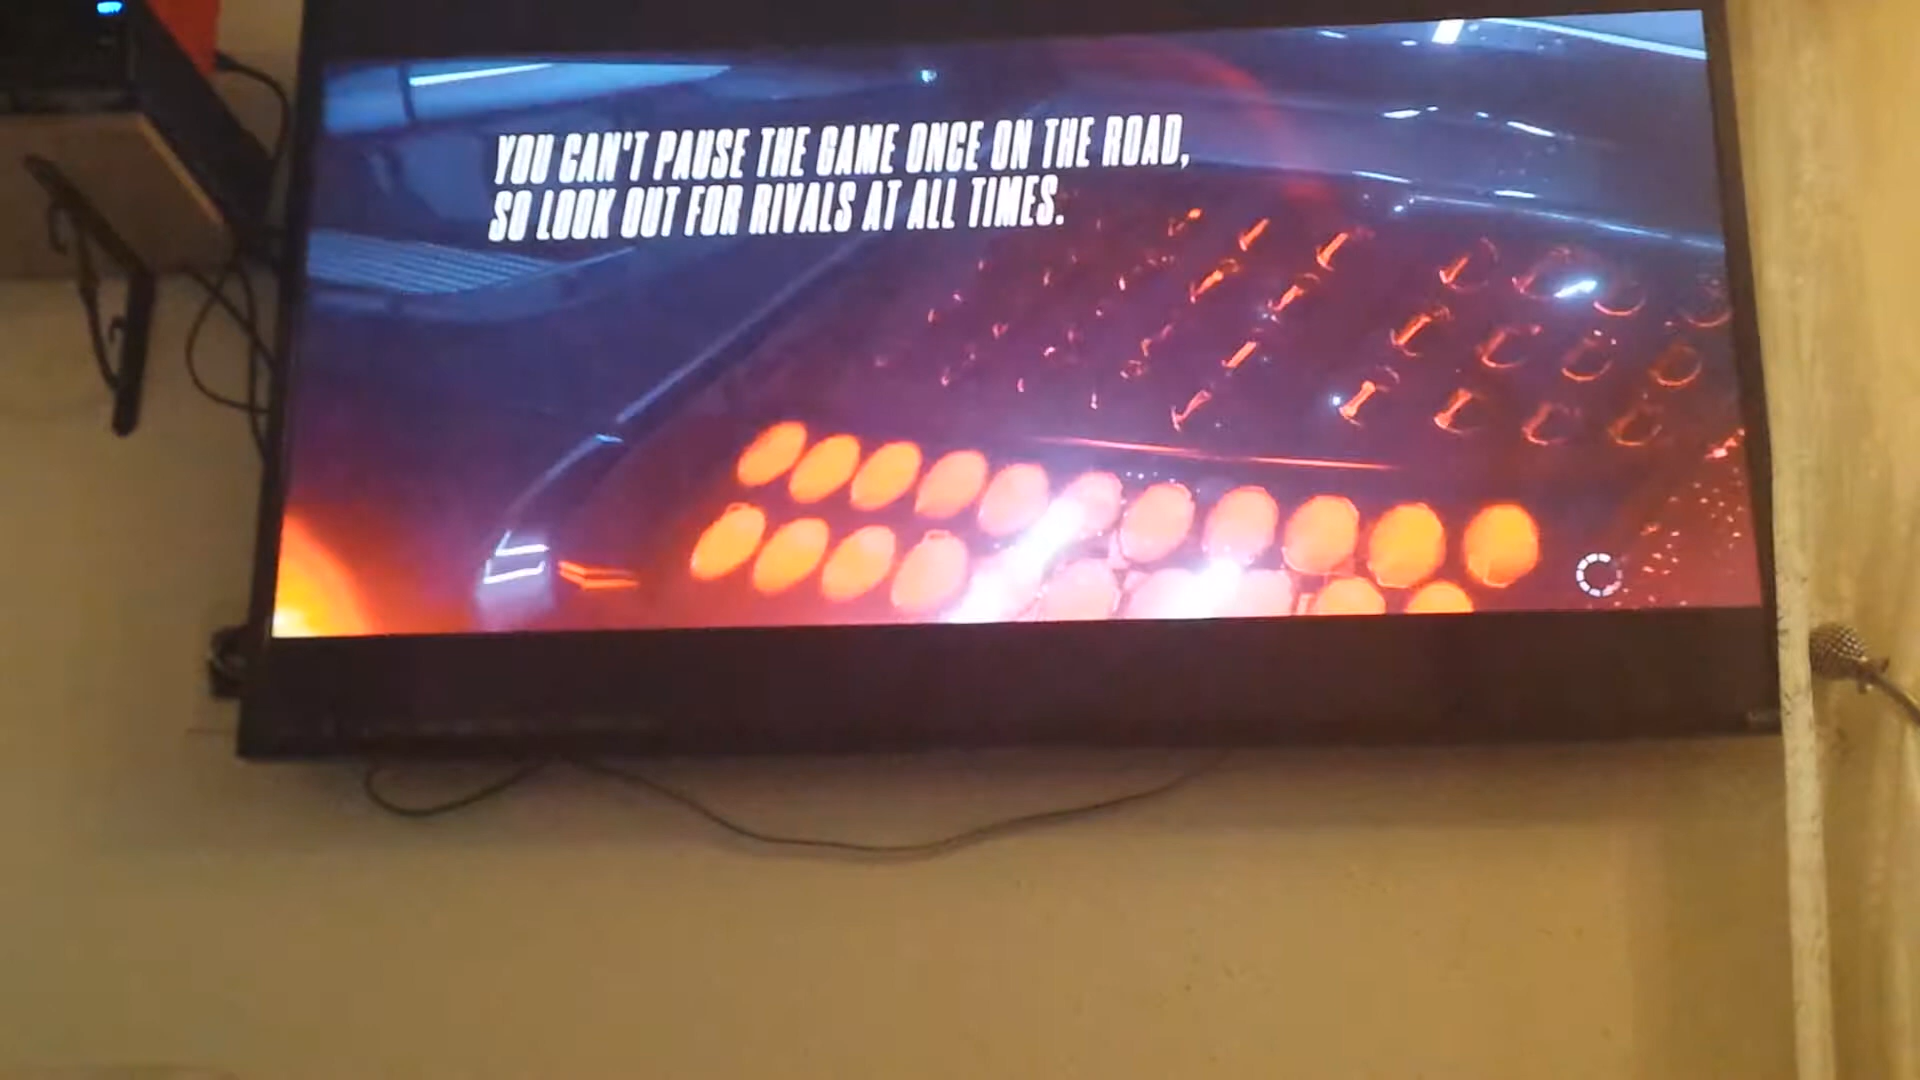 YOU CAN'T PAUSE THE GAME ONCE ON THE ROAD,
SO LOOK OUT FOR RIVALS AT ALL TIMES.